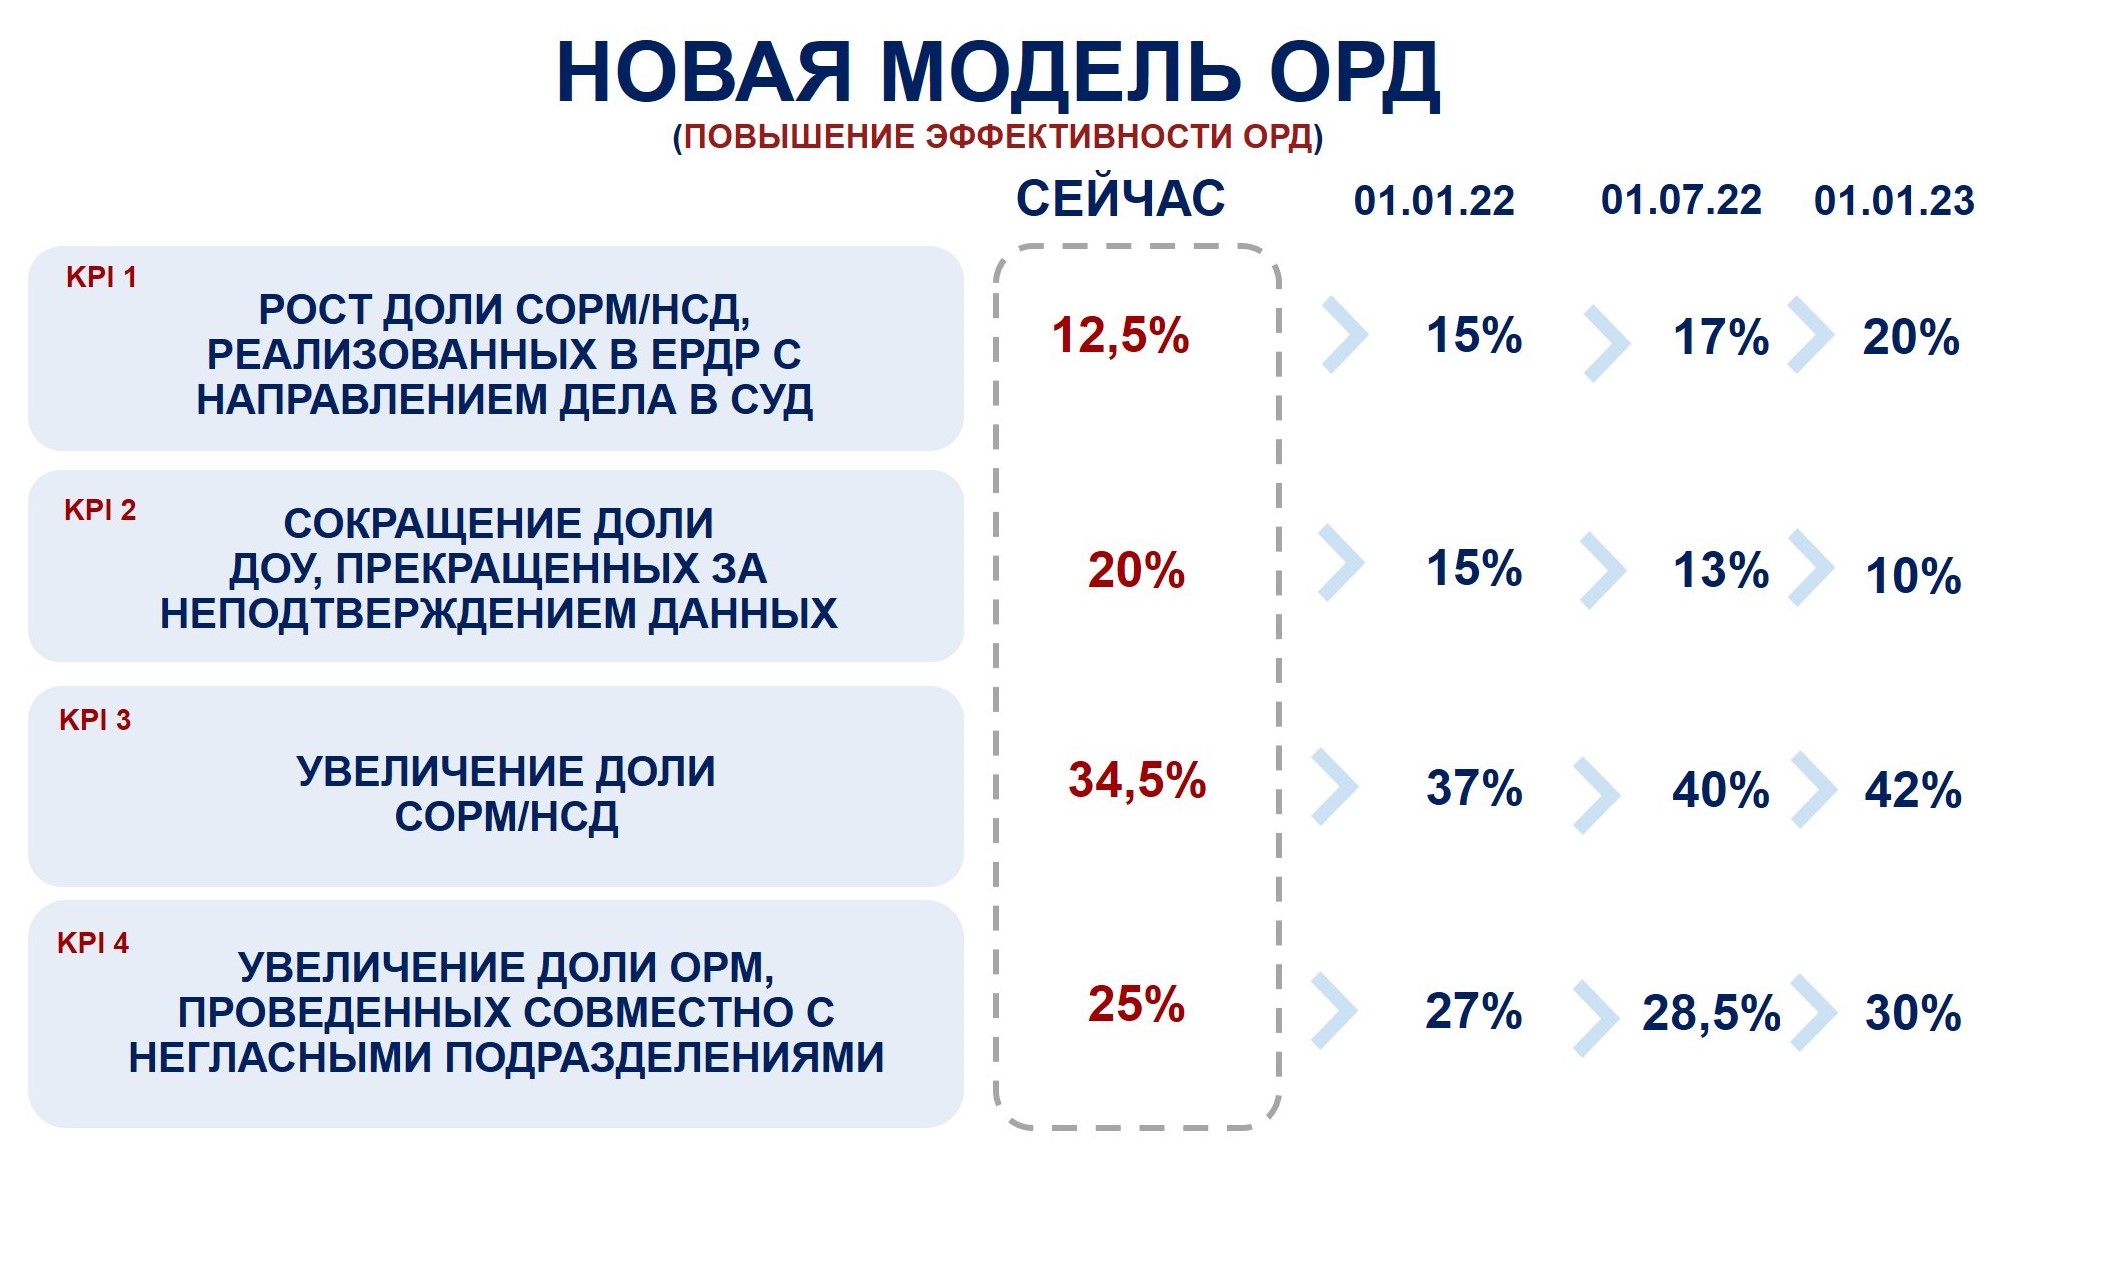 НОВАЯ МОДЕЛЬ ОРД
(ПОВЫШЕНИЕ ЭФФЕКТИВНОСТИ ОРД)
СЕЙЧАС 01.01.22 01.07.22 01.01.23
KPI 1
РОСТ ДОЛИ СОРМ/НСД,
РЕАЛИЗОВАННЫХ В ЕРДР С
НАПРАВЛЕНИЕМ ДЕЛА В СУД
12,5% 15% 17% 20%
KPI 2
СОКРАЩЕНИЕ ДОЛИ
ДОУ, ПРЕКРАЩЕННЫХ ЗА
НЕПОДТВЕРЖДЕНИЕМ ДАННЫХ
20% 15% 13% 10%
KPI 3
УВЕЛИЧЕНИЕ ДОЛИ
СОРМ/НСД
34,5% 37% 40% 42%
KPI 4
УВЕЛИЧЕНИЕ ДОЛИ ОРМ,
ПРОВЕДЕННЫХ СОВМЕСТНО С
НЕГЛАСНЫМИ ПОДРАЗДЕЛЕНИЯМИ
25% 27% 28,5% 30%